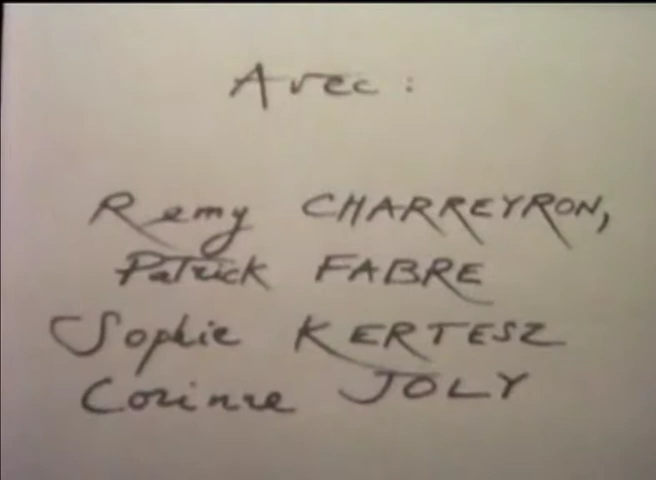 Avec :
Remy CHARREYRON,
Patrick FABRE
Sophie KERTESZ
Corinne JOLY